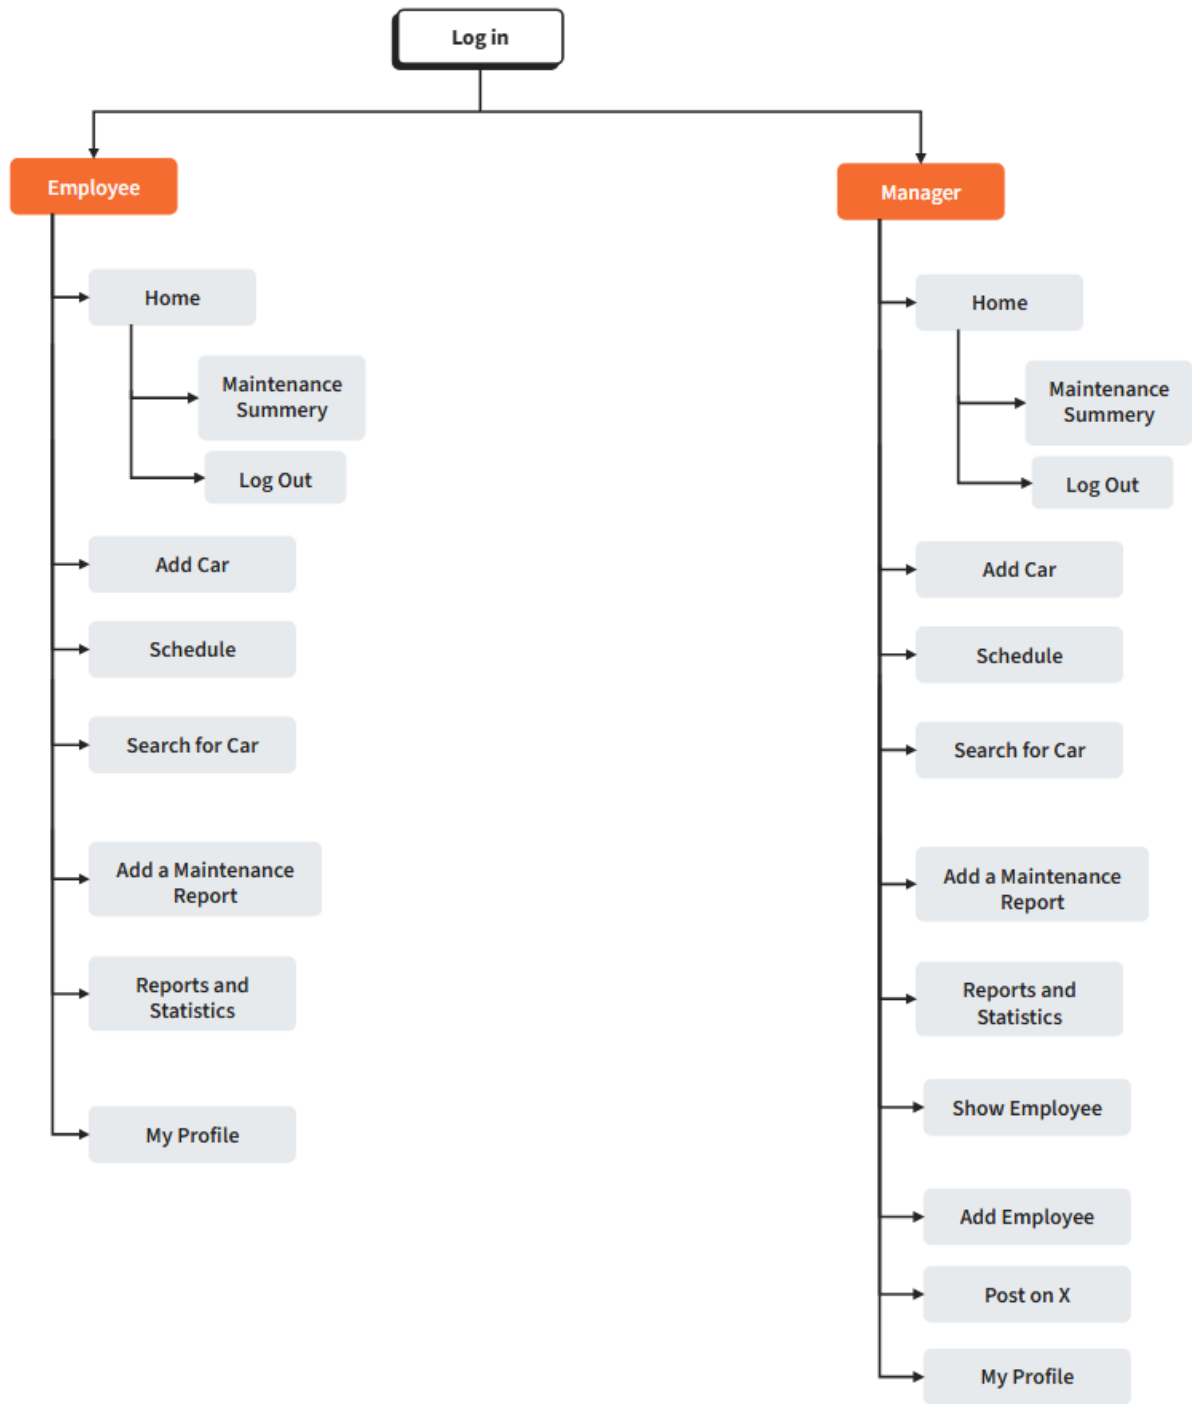 Log in
Employee
Home
Maintenance
Summery
Log Out
Add Car
Schedule
Search for Car
Add a Maintenance
Report
Reports and
Statistics
My Profile
Manager
Home
Maintenance
Summery
Log Out
Add Car
Schedule
Search for Car
Add a Maintenance
Report
Reports and
Statistics
Show Employee
Add Employee
Post on X
My Profile